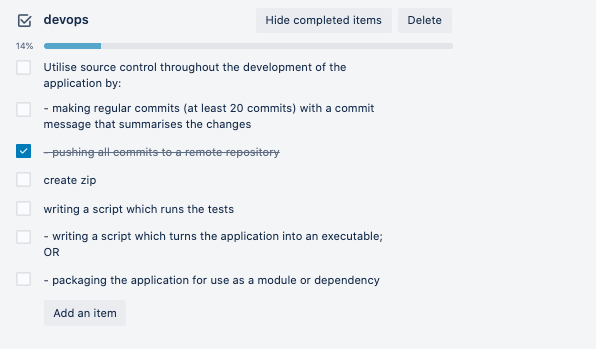 devops
Hide completed items
Delete
14%
Utilise source control throughout the development of the
application by:
- making regular commits (at least 20 commits) with a commit
message that summarises the changes
- pushing all commits to a remote repository
create zip
writing a script which runs the tests
- writing a script which turns the application into an executable;
OR
- packaging the application for use as a module or dependency
Add an item